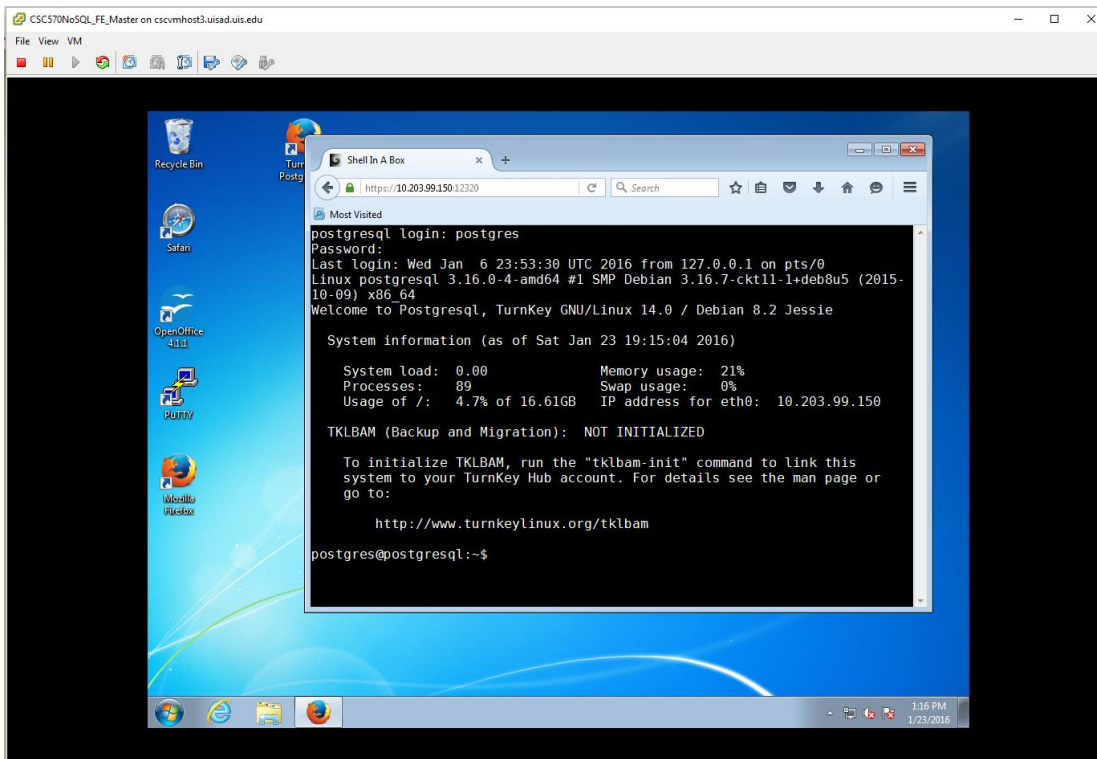 CSC570NoSQL_FE_Master on cscvmhost3.uisad.uis.edu
File View VM
Recycle Bin
Turn
Postg
Shell In A Box
https://10.203.99.150:12320
Search
Most Visited
Safari
OpenOffice
4.1.1
PuTTY
Mozilla
Firefox
postgresql login: postgres
Password:
Last login: Wed Jan  6 23:53:30 UTC 2016 from 127.0.0.1 on pts/0
Linux postgresql 3.16.0-4-amd64 #1 SMP Debian 3.16.7-ckt11-1+deb8u5 (2015-
10-09) x86_64
Welcome to Postgresql, TurnKey GNU/Linux 14.0 / Debian 8.2 Jessie
System information (as of Sat Jan 23 19:15:04 2016)
System load:  0.00                Memory usage:  21%
Processes:    89                  Swap usage:    0%
Usage of /:   4.7% of 16.61GB   IP address for eth0:  10.203.99.150
TKLBAM (Backup and Migration):  NOT INITIALIZED
To initialize TKLBAM, run the "tklbam-init" command to link this
system to your TurnKey Hub account. For details see the man page or
go to:
http://www.turnkeylinux.org/tklbam
postgres@postgresql:~$
1:16 PM
1/23/2016